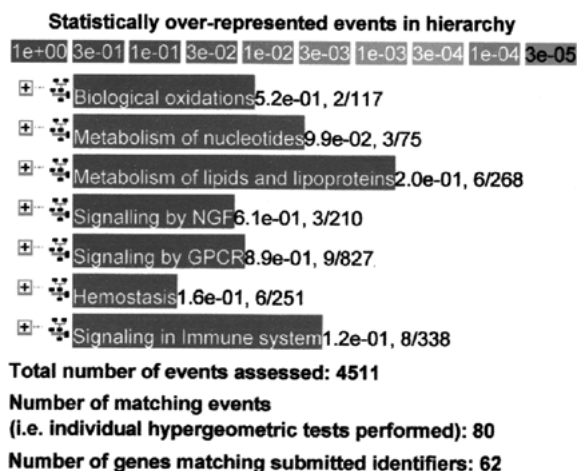 Statistically over-represented events in hierarchy
1e+00 3e-01 1e-01 3e-02 1e-02 3e-03 1e-03 3e-04 1e-04 3e-05
Biological oxidations5.2e-01, 2/117
Metabolism of nucleotides9.9e-02, 3/75
Metabolism of lipids and lipoproteins2.0e-01, 6/268
Signalling by NGF6.1e-01, 3/210
Signaling by GPCR8.9e-01, 9/827
Hemostasis1.6e-01, 6/251
Signaling in Immune system1.2e-01, 8/338
Total number of events assessed: 4511
Number of matching events
(i.e. individual hypergeometric tests performed): 80
Number of genes matching submitted identifiers: 62